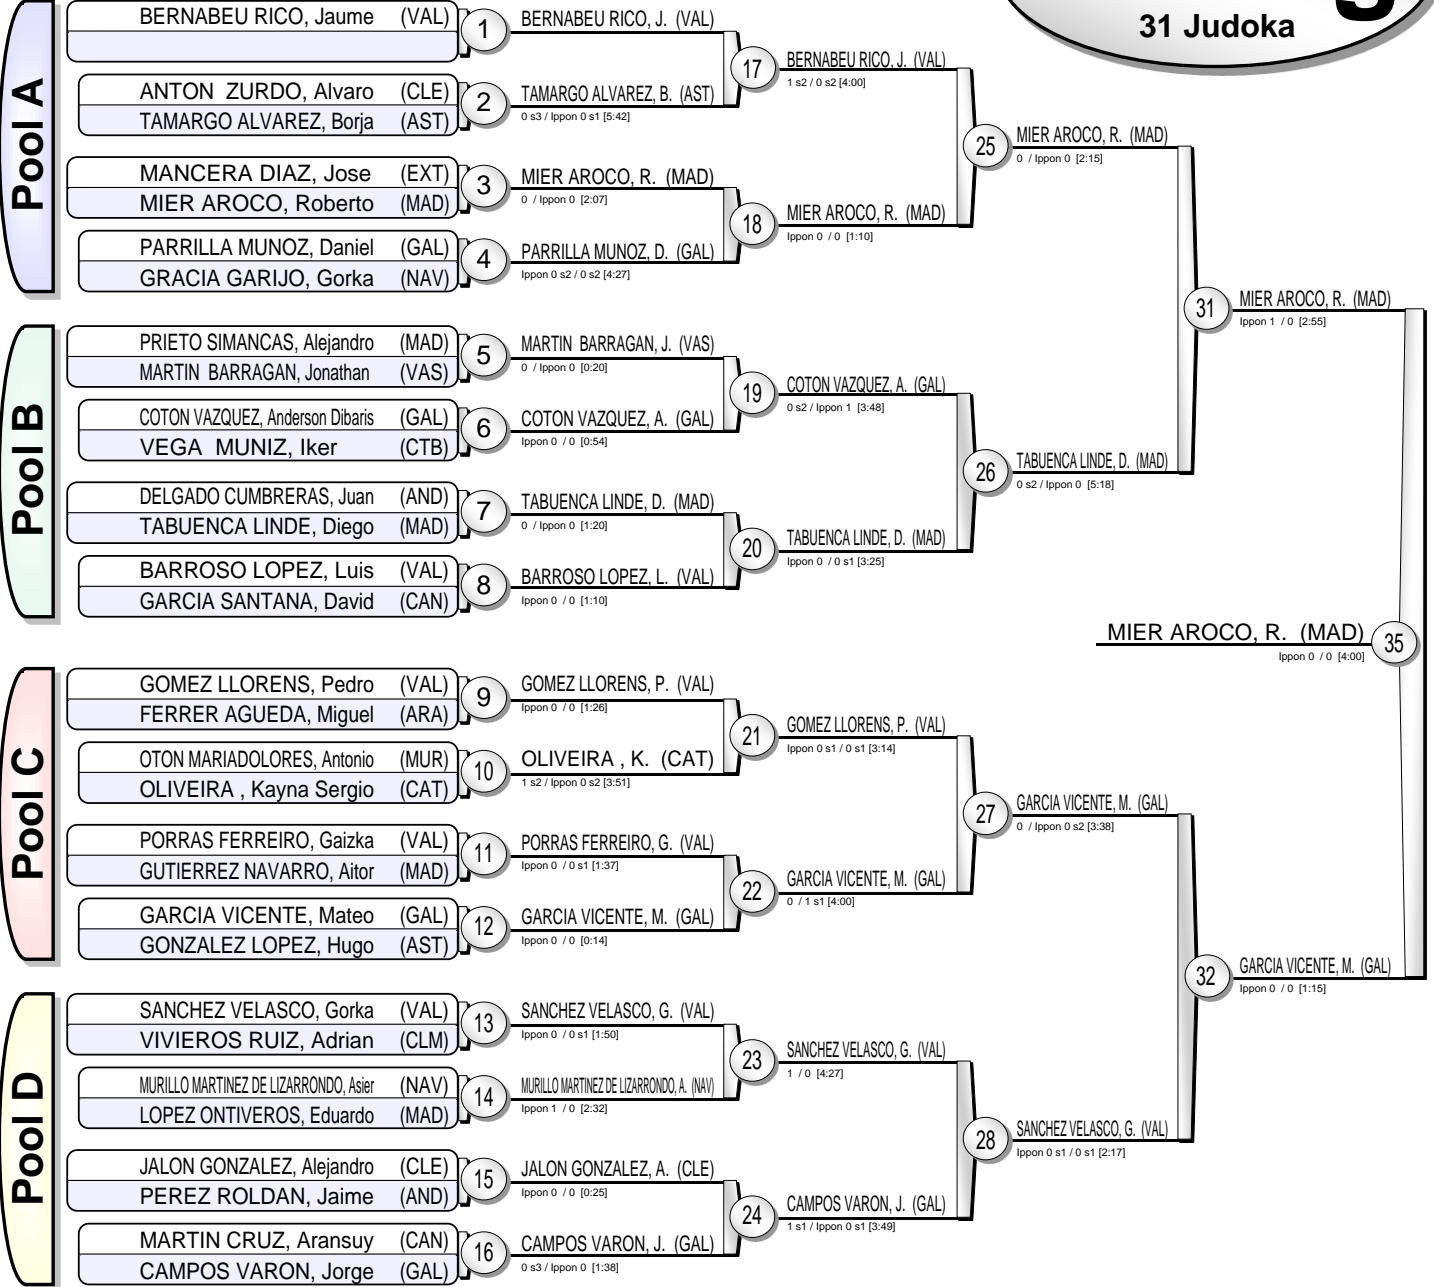 31 Judoka
Pool A
BERNABEU RICO, Jaume (VAL)
1
ANTON ZURDO, Alvaro (CLE)
2
TAMARGO ALVAREZ, Borja (AST)
MANCERA DIAZ, Jose (EXT)
3
MIER AROCO, Roberto (MAD)
PARRILLA MUNOZ, Daniel (GAL)
4
GRACIA GARIJO, Gorka (NAV)
Pool B
PRIETO SIMANCAS, Alejandro (MAD)
5
MARTIN BARRAGAN, Jonathan (VAS)
COTON VAZQUEZ, Anderson Dibaris (GAL)
6
VEGA MUNIZ, Iker (CTB)
DELGADO CUMBRERAS, Juan (AND)
7
TABUENCA LINDE, Diego (MAD)
BARROSO LOPEZ, Luis (VAL)
8
GARCIA SANTANA, David (CAN)
Pool C
GOMEZ LLORENS, Pedro (VAL)
9
FERRER AGUEDA, Miguel (ARA)
OTON MARIADOLORES, Antonio (MUR)
10
OLIVEIRA , Kayna Sergio (CAT)
PORRAS FERREIRO, Gaizka (VAL)
11
GUTIERREZ NAVARRO, Aitor (MAD)
GARCIA VICENTE, Mateo (GAL)
12
GONZALEZ LOPEZ, Hugo (AST)
Pool D
SANCHEZ VELASCO, Gorka (VAL)
13
VIVIEROS RUIZ, Adrian (CLM)
MURILLO MARTINEZ DE LIZARRONDO, Asier (NAV)
14
LOPEZ ONTIVEROS, Eduardo (MAD)
JALON GONZALEZ, Alejandro (CLE)
15
PEREZ ROLDAN, Jaime (AND)
MARTIN CRUZ, Aransuy (CAN)
16
CAMPOS VARON, Jorge (GAL)
BERNABEU RICO, J. (VAL)
17
TAMARGO ALVAREZ, B. (AST)
0 s3 / Ippon 0 s1 [5:42]
MIER AROCO, R. (MAD)
0 / Ippon 0 [2:07]
18
PARRILLA MUNOZ, D. (GAL)
Ippon 0 s2 / 0 s2 [4:27]
MARTIN BARRAGAN, J. (VAS)
0 / Ippon 0 [0:20]
19
COTON VAZQUEZ, A. (GAL)
Ippon 0 / 0 [0:54]
TABUENCA LINDE, D. (MAD)
0 / Ippon 0 [1:20]
20
BARROSO LOPEZ, L. (VAL)
Ippon 0 / 0 [1:10]
GOMEZ LLORENS, P. (VAL)
Ippon 0 / 0 [1:26]
21
OLIVEIRA , K. (CAT)
1 s2 / Ippon 0 s2 [3:51]
PORRAS FERREIRO, G. (VAL)
Ippon 0 / 0 s1 [1:37]
22
GARCIA VICENTE, M. (GAL)
Ippon 0 / 0 [0:14]
SANCHEZ VELASCO, G. (VAL)
Ippon 0 / 0 s1 [1:50]
23
MURILLO MARTINEZ DE LIZARRONDO, A. (NAV)
Ippon 1 / 0 [2:32]
JALON GONZALEZ, A. (CLE)
Ippon 0 / 0 [0:25]
24
CAMPOS VARON, J. (GAL)
0 s3 / Ippon 0 [1:38]
BERNABEU RICO, J. (VAL)
1 s2 / 0 s2 [4:00]
25
MIER AROCO, R. (MAD)
Ippon 0 / 0 [1:10]
COTON VAZQUEZ, A. (GAL)
0 s2 / Ippon 1 [3:48]
26
TABUENCA LINDE, D. (MAD)
Ippon 0 / 0 s1 [3:25]
GOMEZ LLORENS, P. (VAL)
Ippon 0 s1 / 0 s1 [3:14]
27
GARCIA VICENTE, M. (GAL)
0 / 1 s1 [4:00]
SANCHEZ VELASCO, G. (VAL)
1 / 0 [4:27]
28
CAMPOS VARON, J. (GAL)
1 s1 / Ippon 0 s1 [3:49]
MIER AROCO, R. (MAD)
0 / Ippon 0 [2:15]
31
TABUENCA LINDE, D. (MAD)
0 s2 / Ippon 0 [5:18]
GARCIA VICENTE, M. (GAL)
0 / Ippon 0 s2 [3:38]
32
SANCHEZ VELASCO, G. (VAL)
Ippon 0 s1 / 0 s1 [2:17]
MIER AROCO, R. (MAD)
Ippon 1 / 0 [2:55]
MIER AROCO, R. (MAD)
35
Ippon 0 / 0 [4:00]
GARCIA VICENTE, M. (GAL)
Ippon 0 / 0 [1:15]